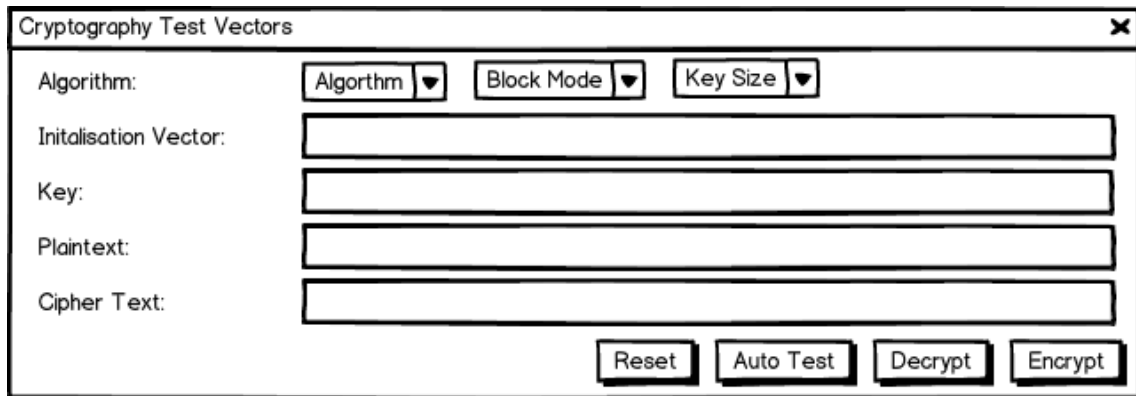 Cryptography Test Vectors
Algorithm: Algorthm Block Mode Key Size
Initalisation Vector:
Key:
Plaintext:
Cipher Text:
Reset Auto Test Decrypt Encrypt